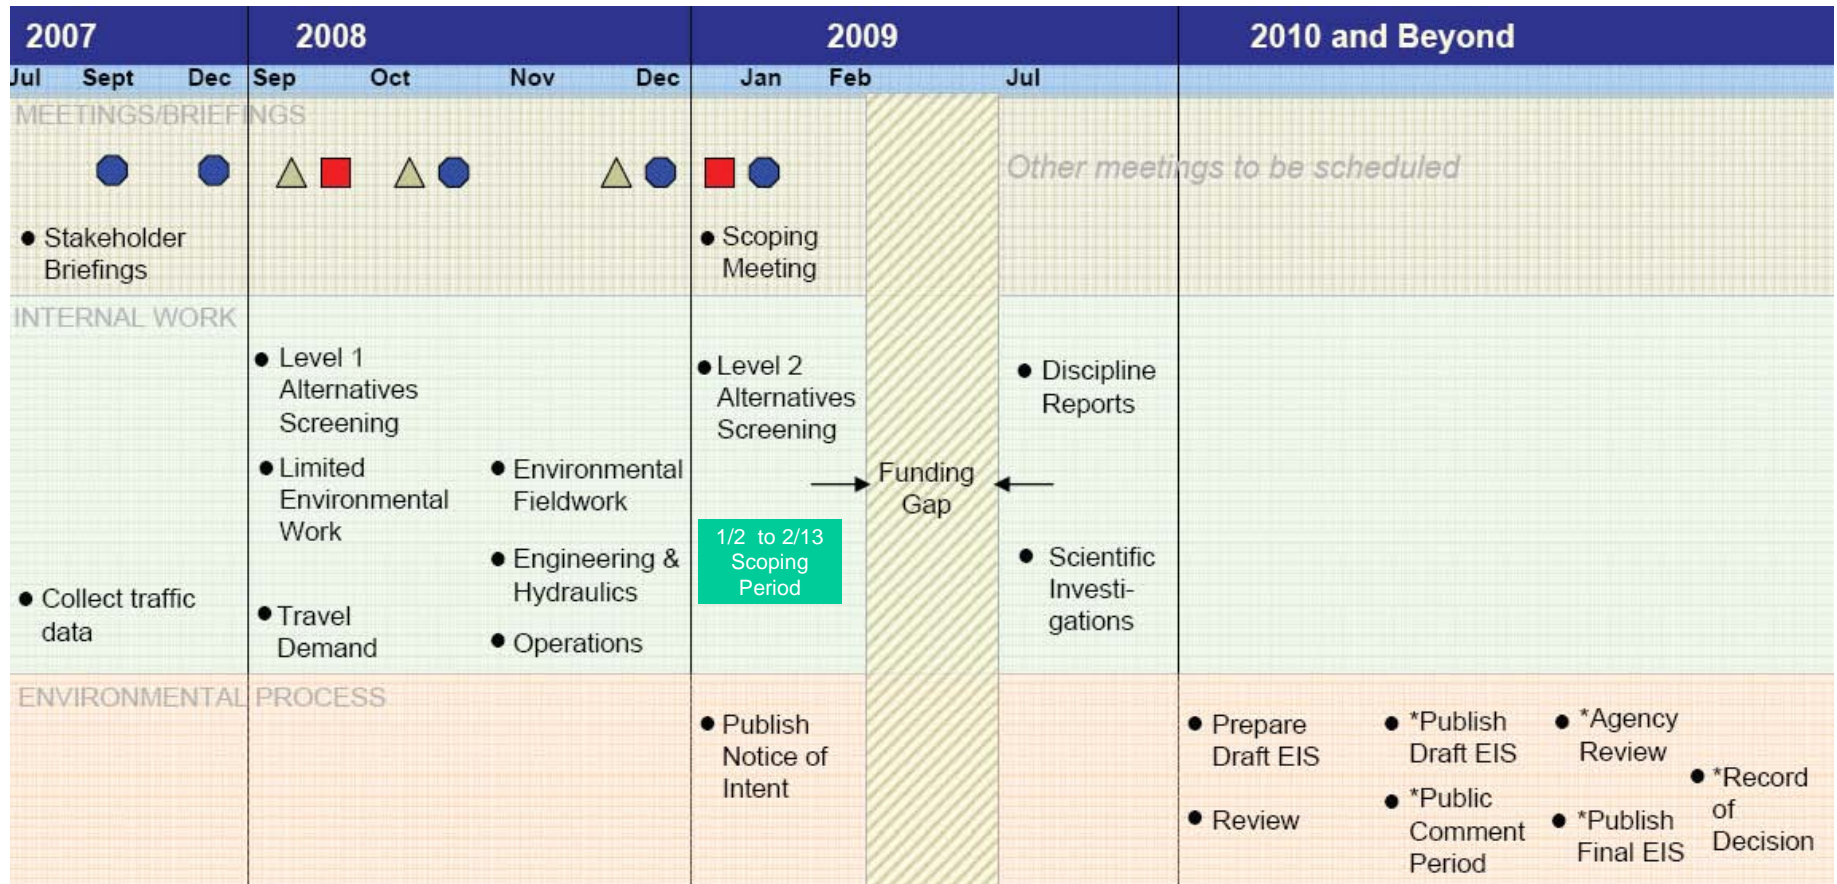 2007
2008
2009
2010 and Beyond
Jul
Sept
Dec
Sep
Oct
Nov
Dec
Jan
Feb
Jul
MEETINGS/BRIEFINGS
Other meetings to be scheduled
Stakeholder
Briefings
Scoping
Meeting
INTERNAL WORK
Collect traffic
data
Level 1
Alternatives
Screening
Limited
Environmental
Work
Travel
Demand
Environmental
Fieldwork
Engineering &
Hydraulics
Operations
Level 2
Alternatives
Screening
1/2 to 2/13
Scoping
Period
Funding
Gap
Discipline
Reports
Scientific
Investi-
gations
ENVIRONMENTAL PROCESS
Publish
Notice of
Intent
Prepare
Draft EIS
Review
*Publish
Draft EIS
*Public
Comment
Period
*Agency
Review
*Publish
Final EIS
*Record
of
Decision